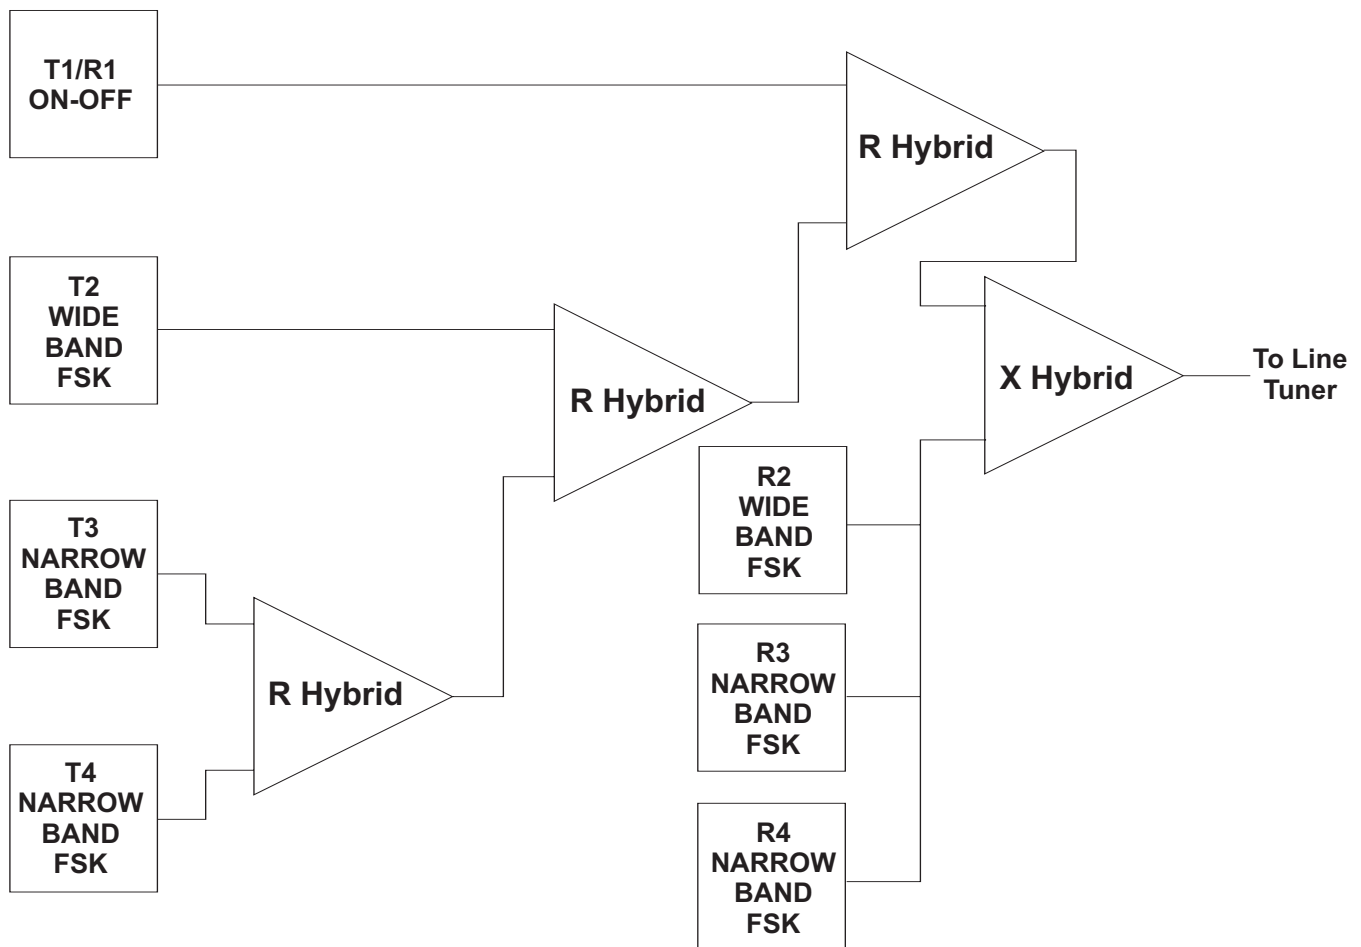 T1/R1
ON-OFF
R Hybrid
T2
WIDE
BAND
FSK
R Hybrid
X Hybrid
To Line
Tuner
T3
NARROW
BAND
FSK
R2
WIDE
BAND
FSK
R Hybrid
R3
NARROW
BAND
FSK
T4
NARROW
BAND
FSK
R4
NARROW
BAND
FSK